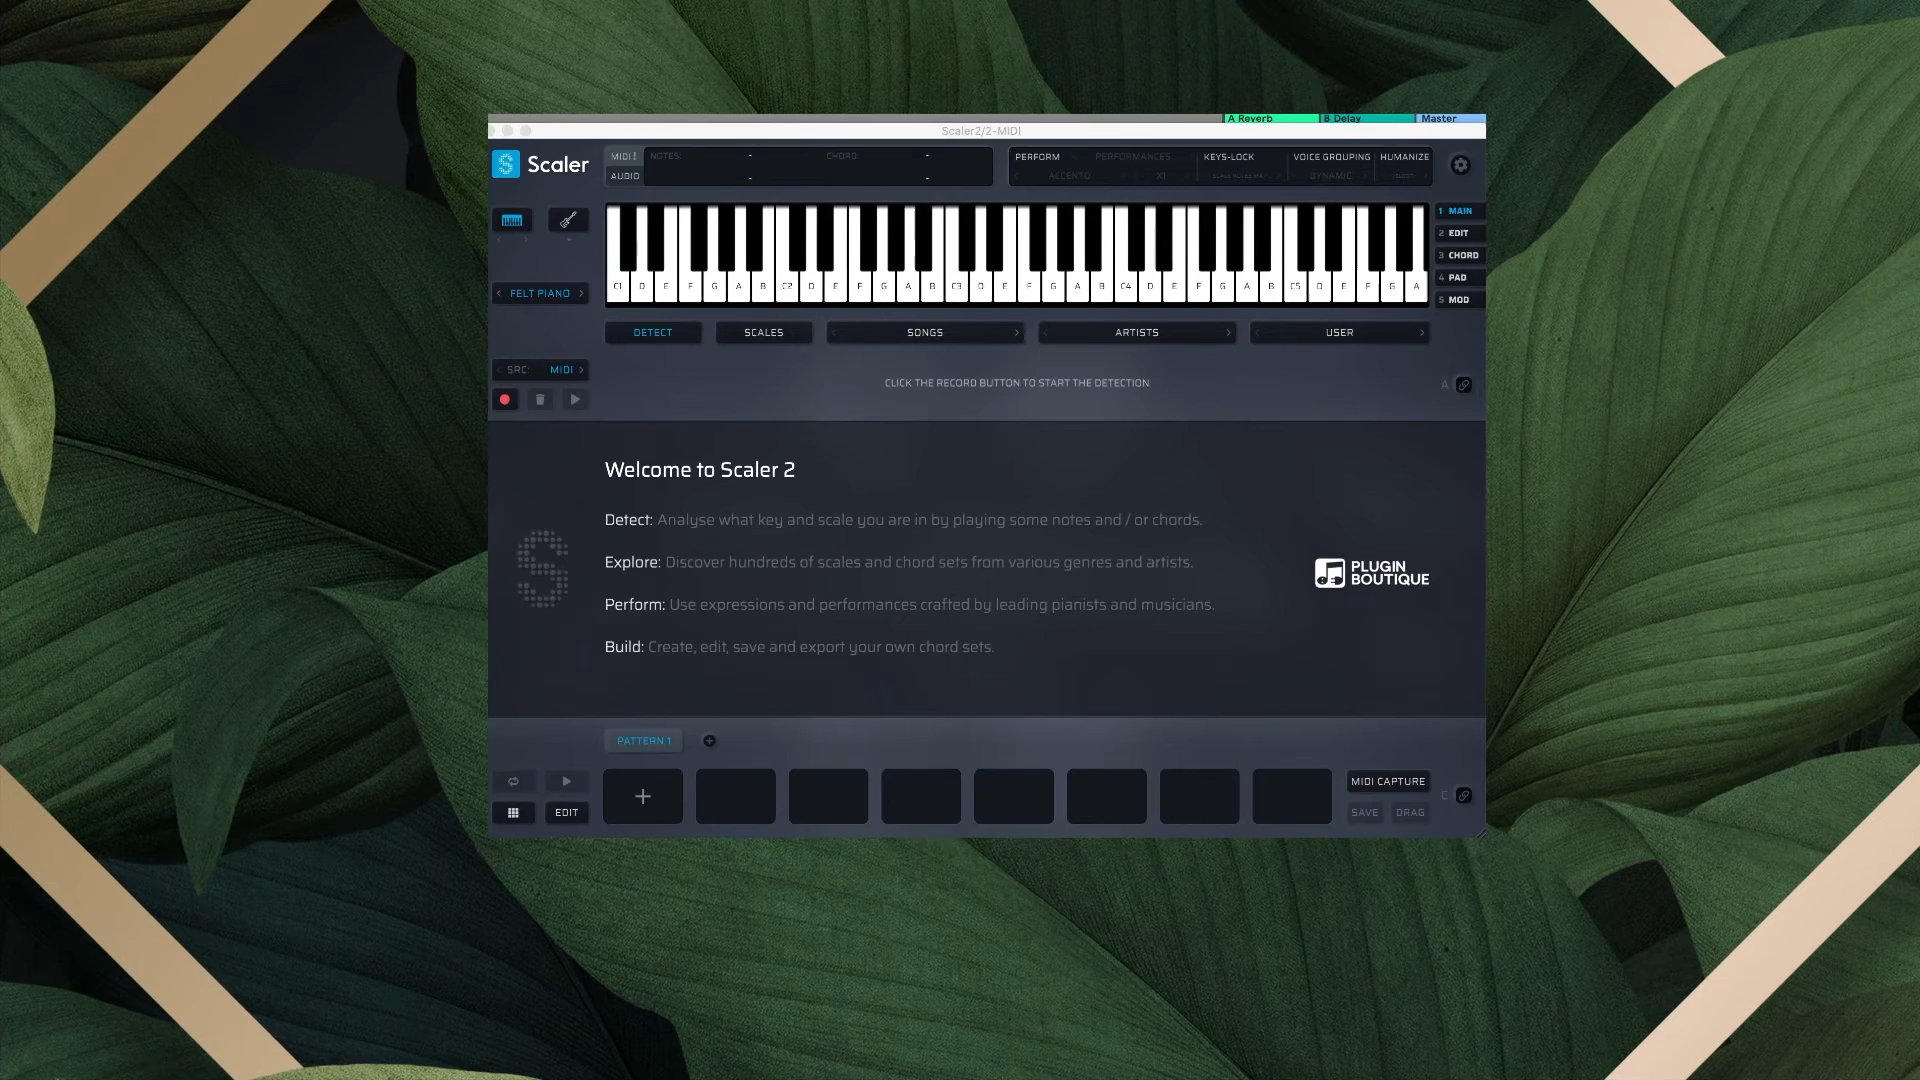 A Reverb B Delay Master
Scaler2/2-MIDI
Scaler MIDI NOTES: - CHORD: - PERFORM PERFORMANCES KEYS-LOCK VOICE GROUPING HUMANIZE
AUDIO - - ACCENTO X1 DYNAMIC
1 MAIN
2 EDIT
3 CHORD
4 PAD
5 MOD
C1 D E F G A B C2 D E F G A B C3 D E F G A B C4 D E F G A B C5 D E F G A
< FELT PIANO >
DETECT SCALES < SONGS > < ARTISTS > < USER >
< SRC: MIDI >
CLICK THE RECORD BUTTON TO START THE DETECTION
A
Welcome to Scaler 2
Detect: Analyse what key and scale you are in by playing some notes and / or chords.
Explore: Discover hundreds of scales and chord sets from various genres and artists.
PLUGIN
BOUTIQUE
Perform: Use expressions and performances crafted by leading pianists and musicians.
Build: Create, edit, save and export your own chord sets.
PATTERN 1
MIDI CAPTURE
C
EDIT
SAVE DRAG